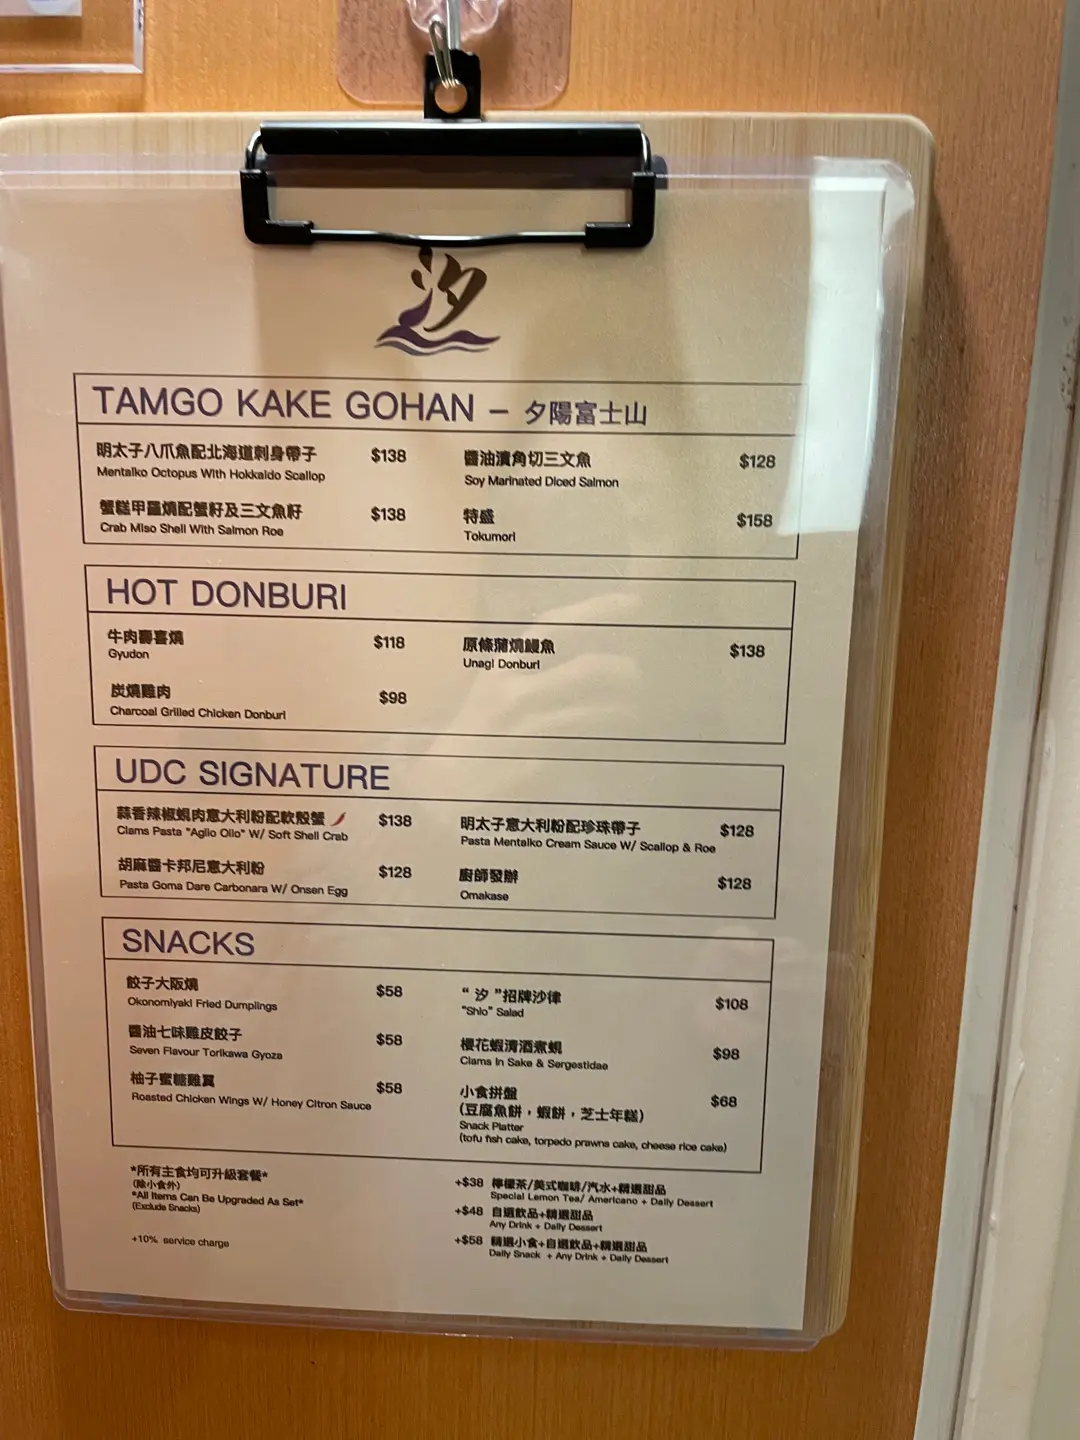 汐
TAMGO KAKE GOHAN – 夕陽富士山
明太子八爪魚配北海道刺身帶子 $138
Mentaiko Octopus With Hokkaido Scallop
醬油漬角切三文魚 $128
Soy Marinated Diced Salmon
蟹糕甲羅燒配蟹籽及三文魚籽 $138
Crab Miso Shell With Salmon Roe
特盛 $158
Tokumori
HOT DONBURI
牛肉壽喜燒 $118
Gyudon
原條蒲燒鰻魚 $138
Unagi Donburi
炭燒雞肉 $98
Charcoal Grilled Chicken Donburi
UDC SIGNATURE
蒜香辣椒蜆肉意大利粉配軟殼蟹 $138
Clams Pasta "Aglio Olio" W/ Soft Shell Crab
明太子意大利粉配珍珠帶子 $128
Pasta Mentaiko Cream Sauce W/ Scallop & Roe
胡麻醬卡邦尼意大利粉 $128
Pasta Goma Dare Carbonara W/ Onsen Egg
廚師發辦 $128
Omakase
SNACKS
餃子大阪燒 $58
Okonomiyaki Fried Dumplings
“ 汐 ”招牌沙律 $108
"Shio" Salad
醬油七味雞皮餃子 $58
Seven Flavour Torikawa Gyoza
櫻花蝦清酒煮蜆 $98
Clams In Sake & Sergestidae
柚子蜜糖雞翼 $58
Roasted Chicken Wings W/ Honey Citron Sauce
小食拼盤 $68
(豆腐魚餅，蝦餅，芝士年糕)
Snack Platter
(tofu fish cake, torpedo prawns cake, cheese rice cake)
*所有主食均可升級套餐*
(除小食外)
*All Items Can Be Upgraded As Set*
(Exclude Snacks)
+10% service charge
+$38 檸檬茶/美式咖啡/汽水+精選甜品
Special Lemon Tea/ Americano + Daily Dessert
+$48 自選飲品+精選甜品
Any Drink + Daily Dessert
+$58 精選小食+自選飲品+精選甜品
Daily Snack + Any Drink + Daily Dessert